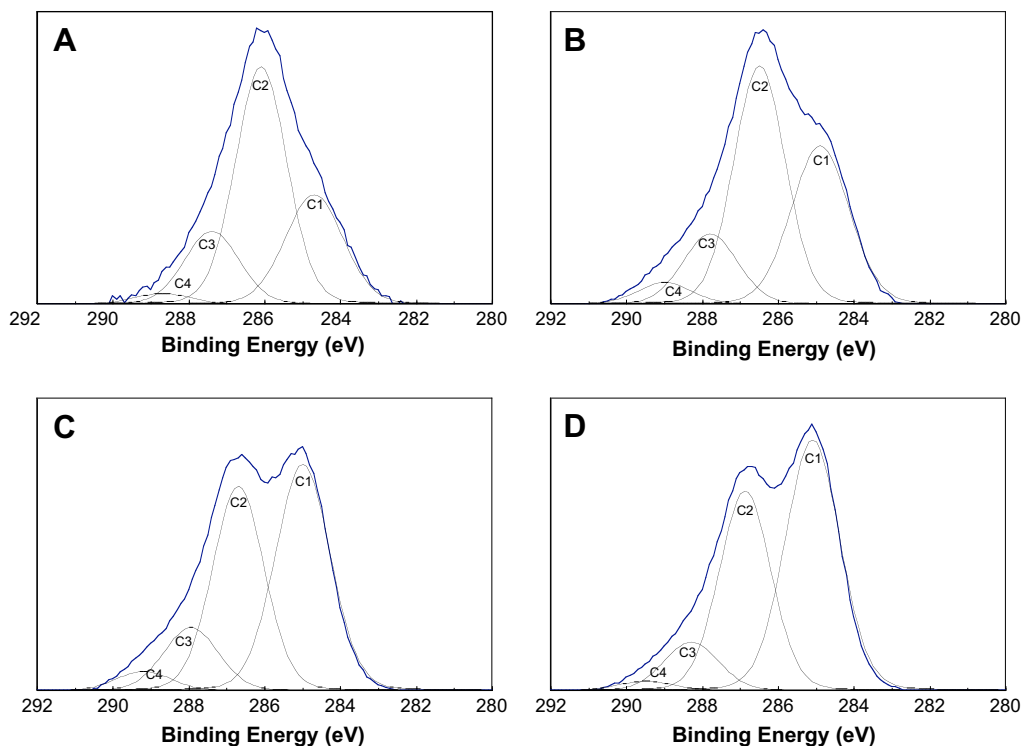 A
C2
C1
C3
C4
292 290 288 286 284 282 280
Binding Energy (eV)
B
C2
C1
C3
C4
292 290 288 286 284 282 280
Binding Energy (eV)
C
C1
C2
C3
C4
292 290 288 286 284 282 280
Binding Energy (eV)
D
C1
C2
C3
C4
292 290 288 286 284 282 280
Binding Energy (eV)